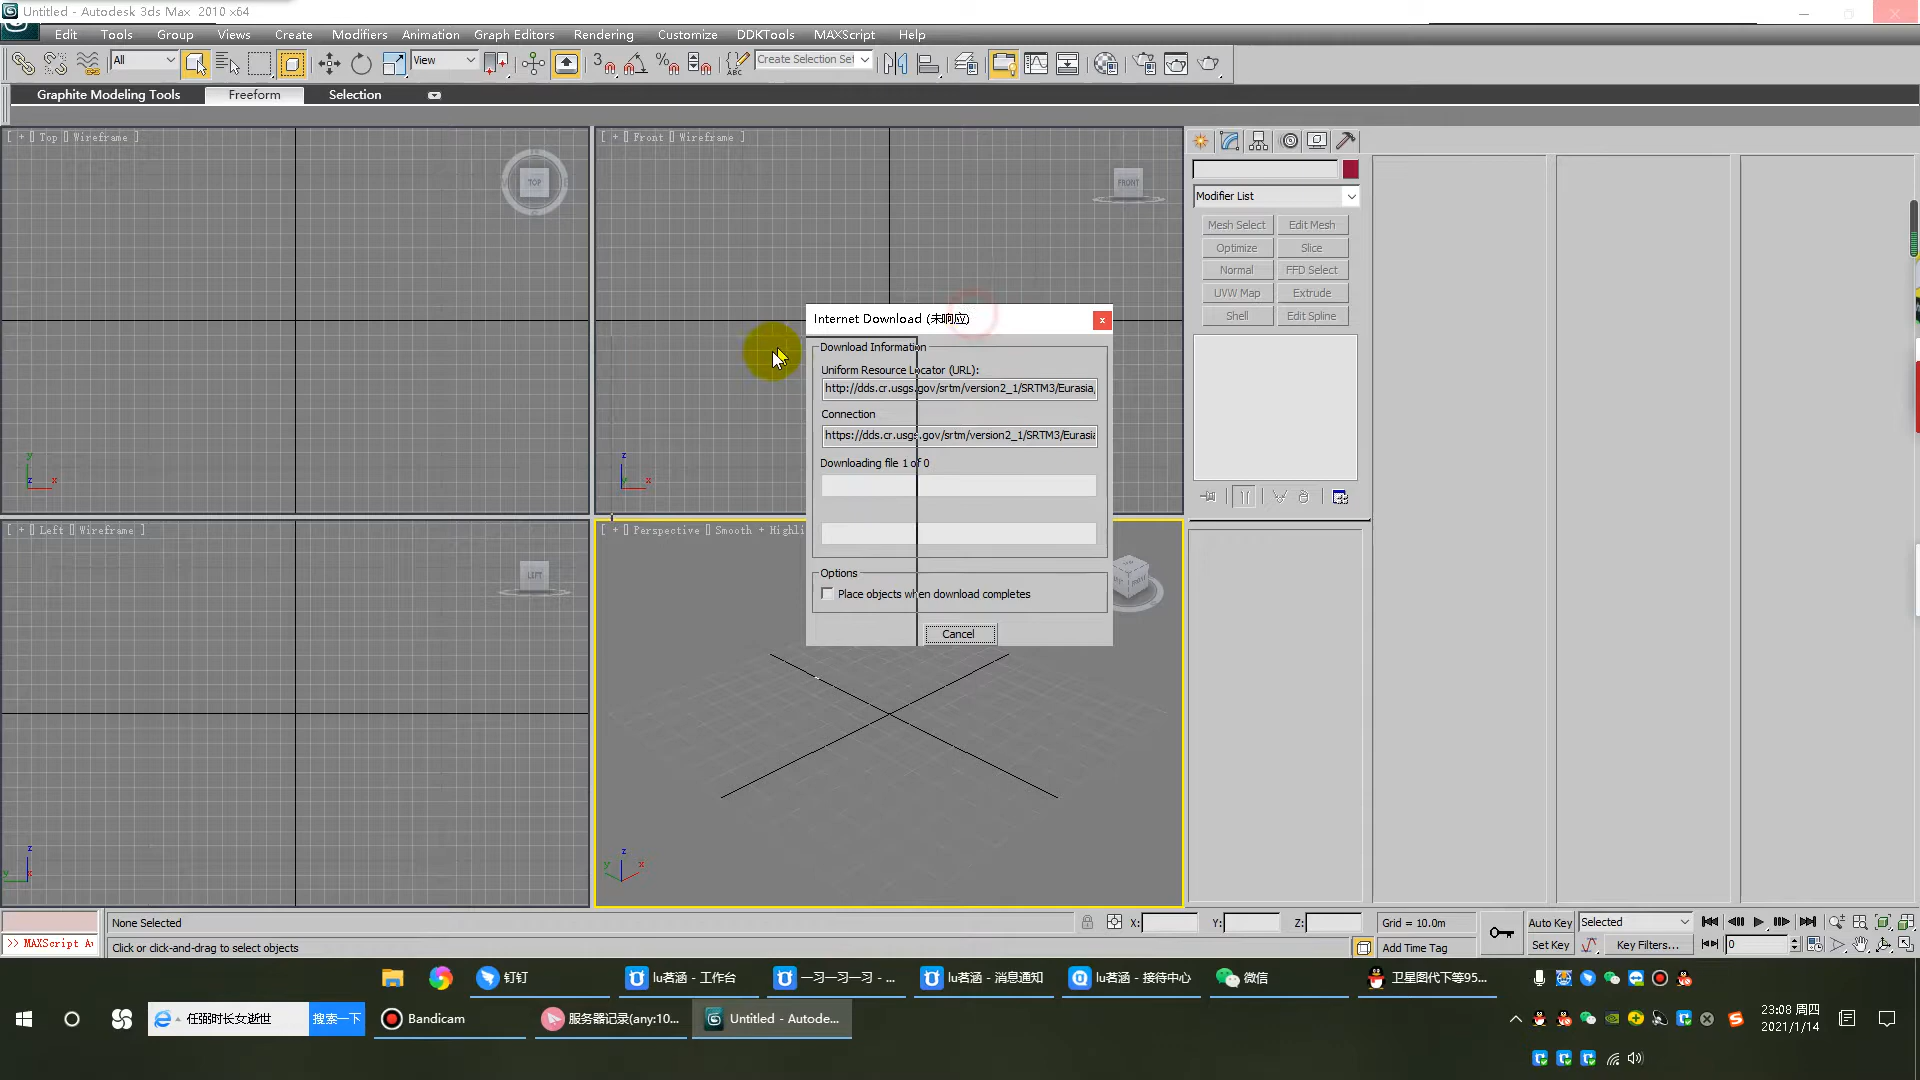 Untitled - Autodesk 3ds Max 2010 x64
Edit Tools Group Views Create Modifiers Animation Graph Editors Rendering Customize DDKTools MAXScript Help
All View Create Selection Set
Graphite Modeling Tools Freeform Selection
[ + [] Top [] Wireframe ]
TOP
[ + [] Front [] Wireframe ]
FRONT
Modifier List
Mesh Select Edit Mesh
Optimize Slice
Normal FFD Select
UVW Map Extrude
Shell Edit Spline
Internet Download (未响应)
Download Information
Uniform Resource Locator (URL):
http://dds.cr.usgs.gov/srtm/version2_1/SRTM3/Eurasia,
Connection
https://dds.cr.usgs.gov/srtm/version2_1/SRTM3/Eurasia
Downloading file 1 of 0
Options
Place objects when download completes
Cancel
[ + [] Left [] Wireframe ]
LEFT
[ + [] Perspective [] Smooth + Highli
None Selected X: Y: Z: Grid = 10.0m Auto Key Selected
>> MAXScript Click or click-and-drag to select objects Add Time Tag Set Key Key Filters... 0
钉钉 lu茗涵 - 工作台 一习一习一习 - ... lu茗涵 - 消息通知 lu茗涵 - 接待中心 微信 卫星图代下等95...
任弼时长女逝世 搜索一下 Bandicam 服务器记录(any:10... Untitled - Autode...
23:08 周四
2021/1/14